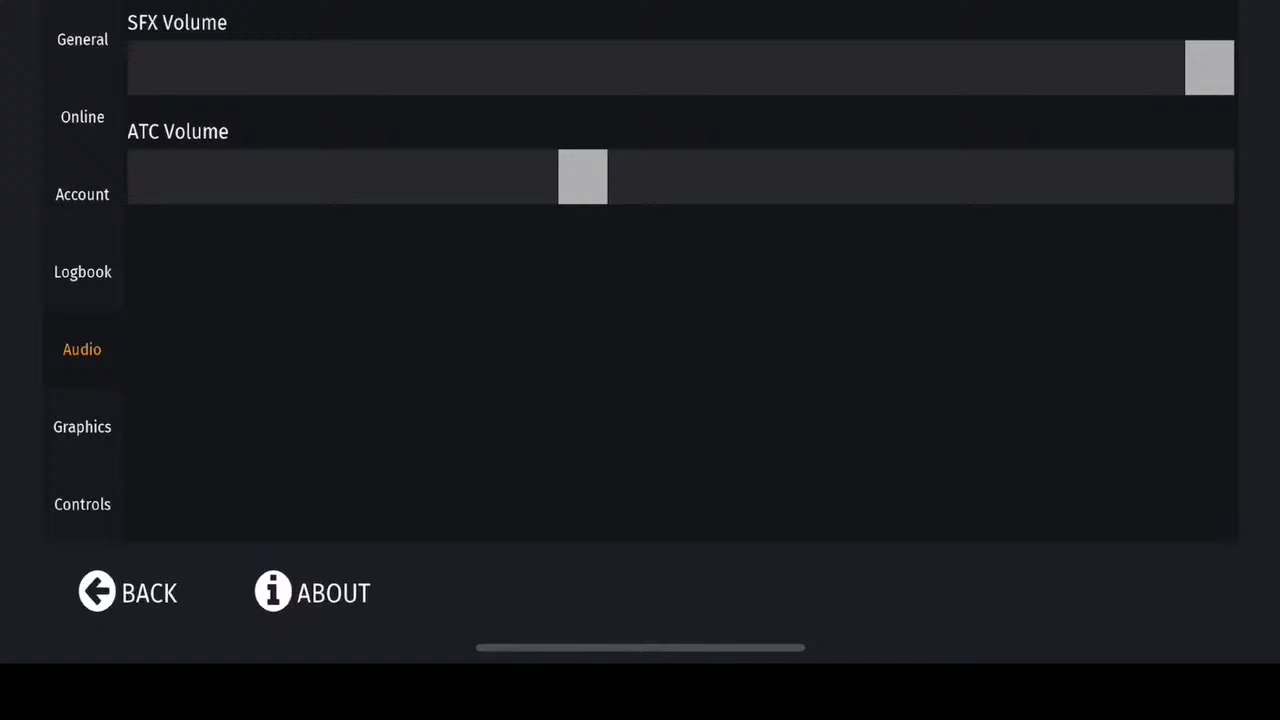 SFX Volume
General
Online
ATC Volume
Account
Logbook
Audio
Graphics
Controls
BACK
ABOUT